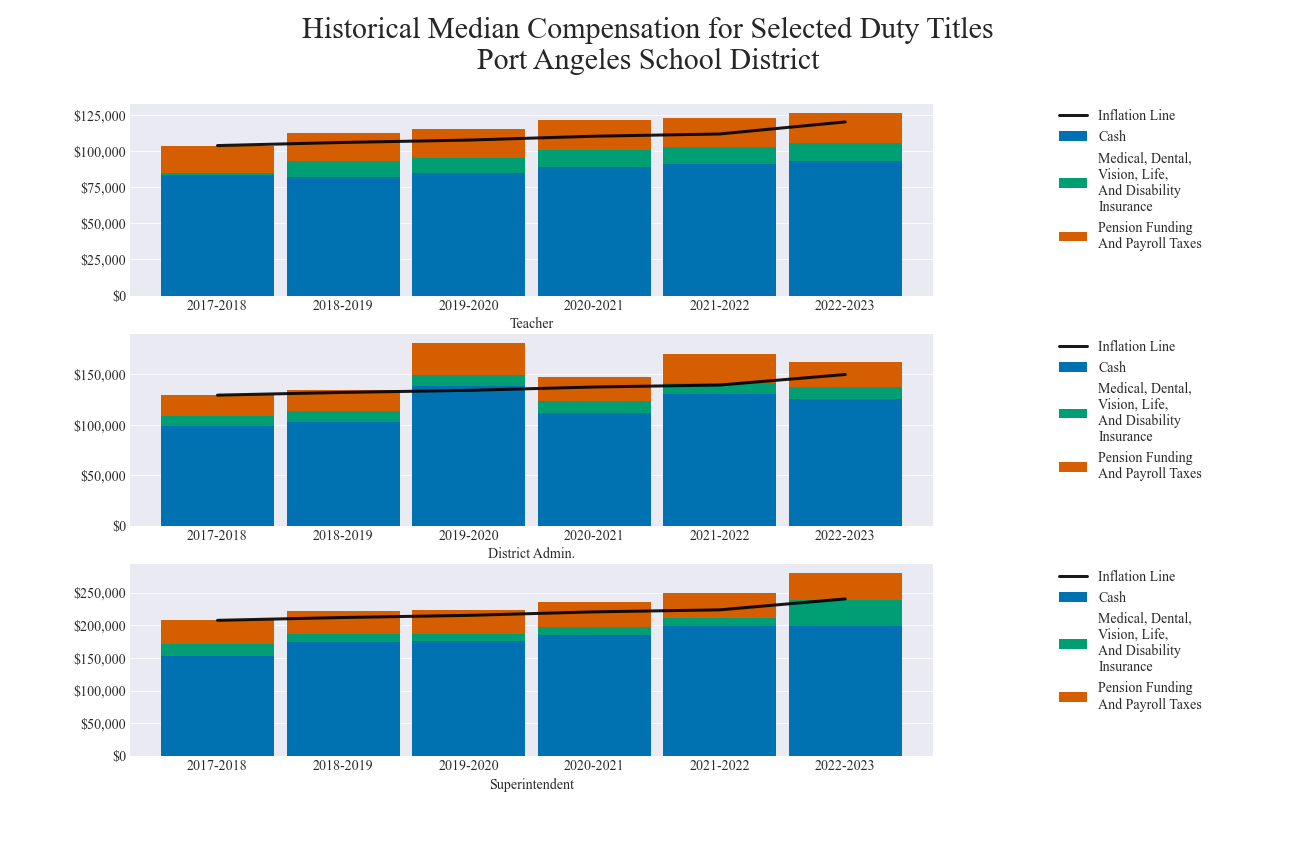 Historical Median Compensation for Selected Duty Titles
Port Angeles School District
$125,000
$100,000
$75,000
$50,000
$25,000
$0
2017-2018
2018-2019
2019-2020
2020-2021
2021-2022
2022-2023
Teacher
Inflation Line
Cash
Medical, Dental,
Vision, Life,
And Disability
Insurance
Pension Funding
And Payroll Taxes
$150,000
$100,000
$50,000
$0
2017-2018
2018-2019
2019-2020
2020-2021
2021-2022
2022-2023
District Admin.
Inflation Line
Cash
Medical, Dental,
Vision, Life,
And Disability
Insurance
Pension Funding
And Payroll Taxes
$250,000
$200,000
$150,000
$100,000
$50,000
$0
2017-2018
2018-2019
2019-2020
2020-2021
2021-2022
2022-2023
Superintendent
Inflation Line
Cash
Medical, Dental,
Vision, Life,
And Disability
Insurance
Pension Funding
And Payroll Taxes